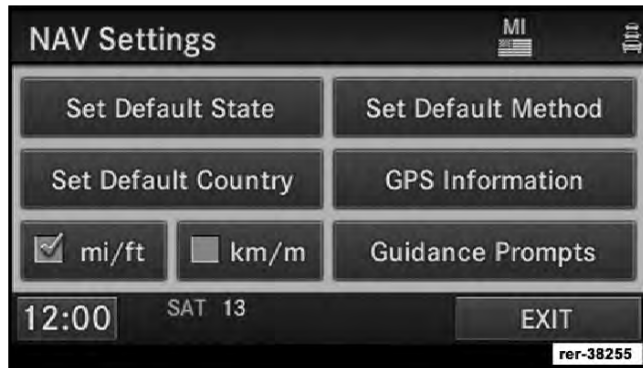 NAV Settings MI
Set Default State Set Default Method
Set Default Country GPS Information
mi/ft km/m Guidance Prompts
12:00 SAT 13 EXIT
rer-38255